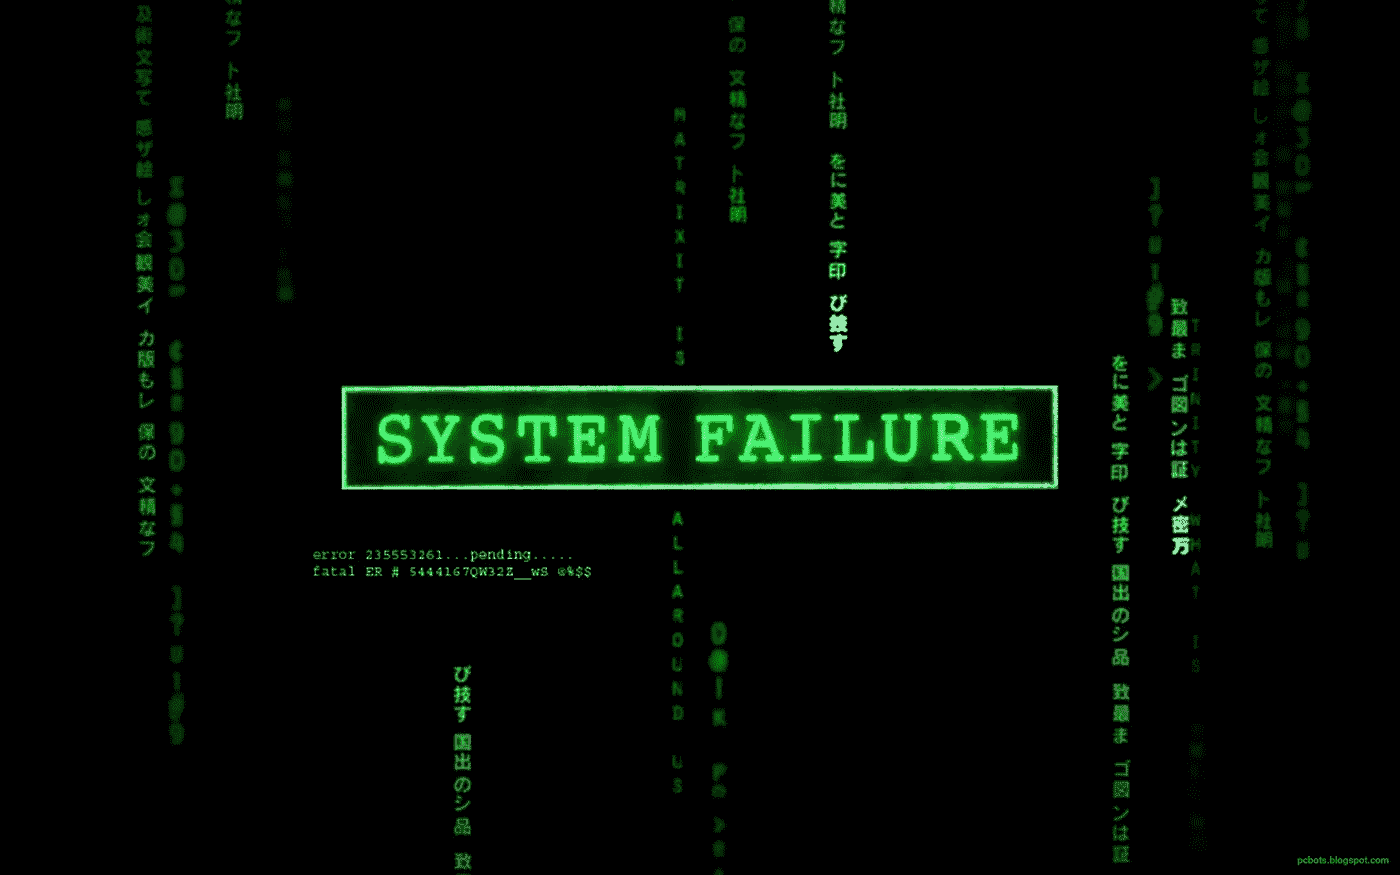 及術文写て 感ザ絵 しォ会観美イ カ版もレ 保の 文精なフ
精なフ ト社明
MATRIXIT IS
保の 文精なフ ト社明
精なフ ト社明 をに美と 字印 び技す
SYSTEM FAILURE
error 235553261...pending.....
fatal ER # 5444167QW32Z__wS @%$$
ALLAROUND US
び技す 国出のシ品 致
をに美と 字印 び技す 国出のシ品 致最ま ゴ図ンは証
致最ま ゴ図ンは証 メ密万
TRINITY WHAT IS
て 感ザ絵 しォ会観美イ カ版もレ 保の 文精なフ ト社明
pcbots.blogspot.com